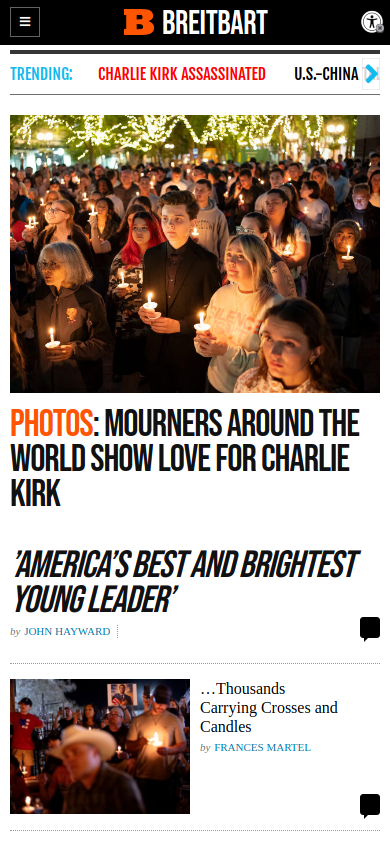 BREITBART
TRENDING: CHARLIE KIRK ASSASSINATED U.S.–CHINA
PHOTOS: MOURNERS AROUND THE
WORLD SHOW LOVE FOR CHARLIE
KIRK
'AMERICA'S BEST AND BRIGHTEST
YOUNG LEADER'
by JOHN HAYWARD
…Thousands
Carrying Crosses and
Candles
by FRANCES MARTEL